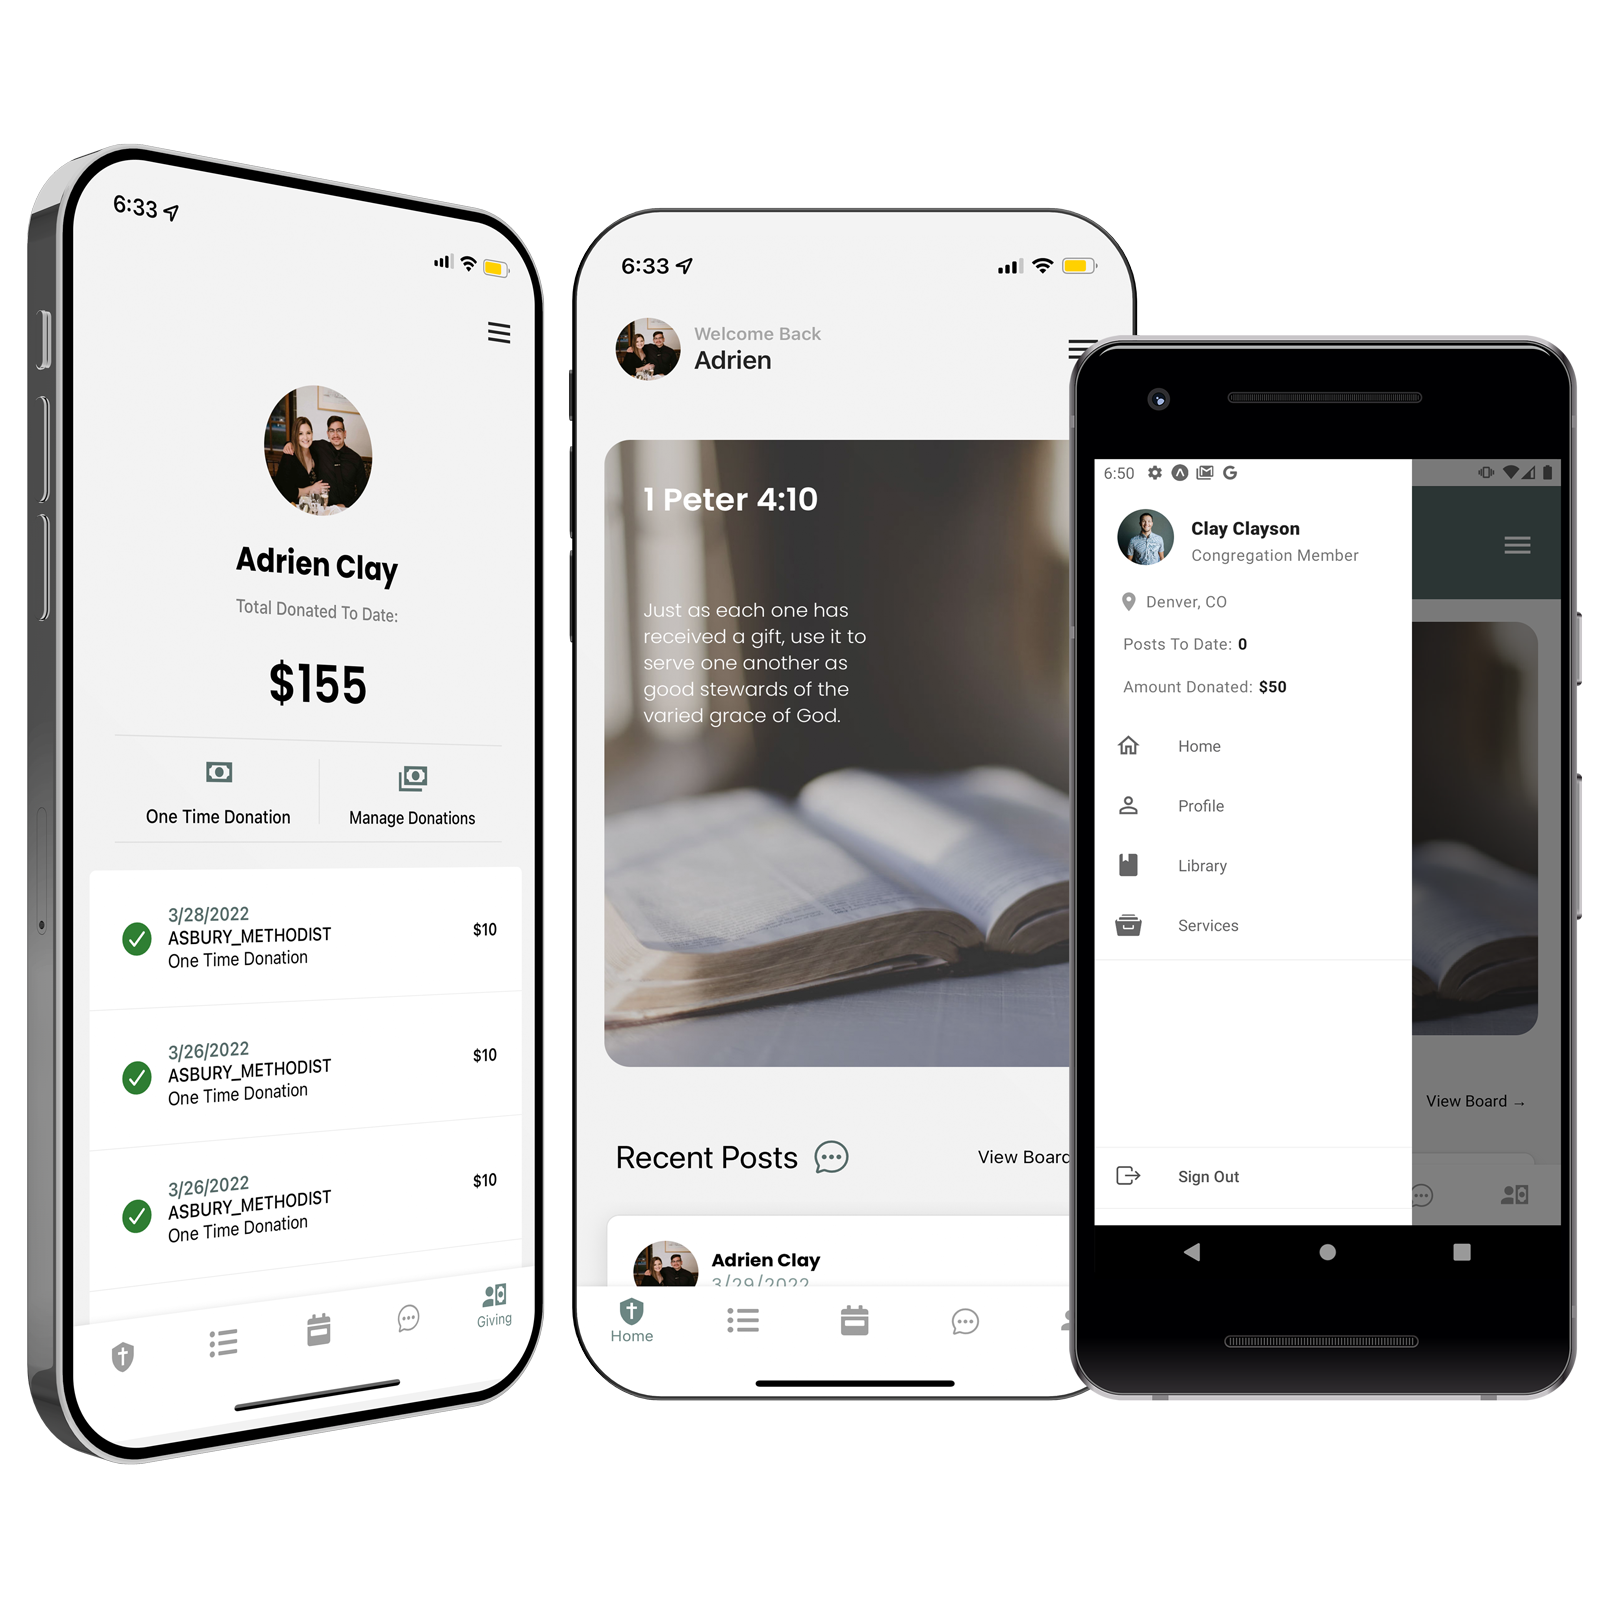 6:33
Adrien Clay
Total Donated To Date:
$155
One Time Donation
Manage Donations
3/28/2022
ASBURY_METHODIST
One Time Donation
$10
3/26/2022
ASBURY_METHODIST
One Time Donation
$10
3/26/2022
ASBURY_METHODIST
One Time Donation
$10
Giving
6:33
Welcome Back
Adrien
1 Peter 4:10
Just as each one has
received a gift, use it to
serve one another as
good stewards of the
varied grace of God.
Recent Posts
View Board
Adrien Clay
3/29/2022
Home
6:50
Clay Clayson
Congregation Member
Denver, CO
Posts To Date: 0
Amount Donated: $50
Home
Profile
Library
Services
View Board →
Sign Out